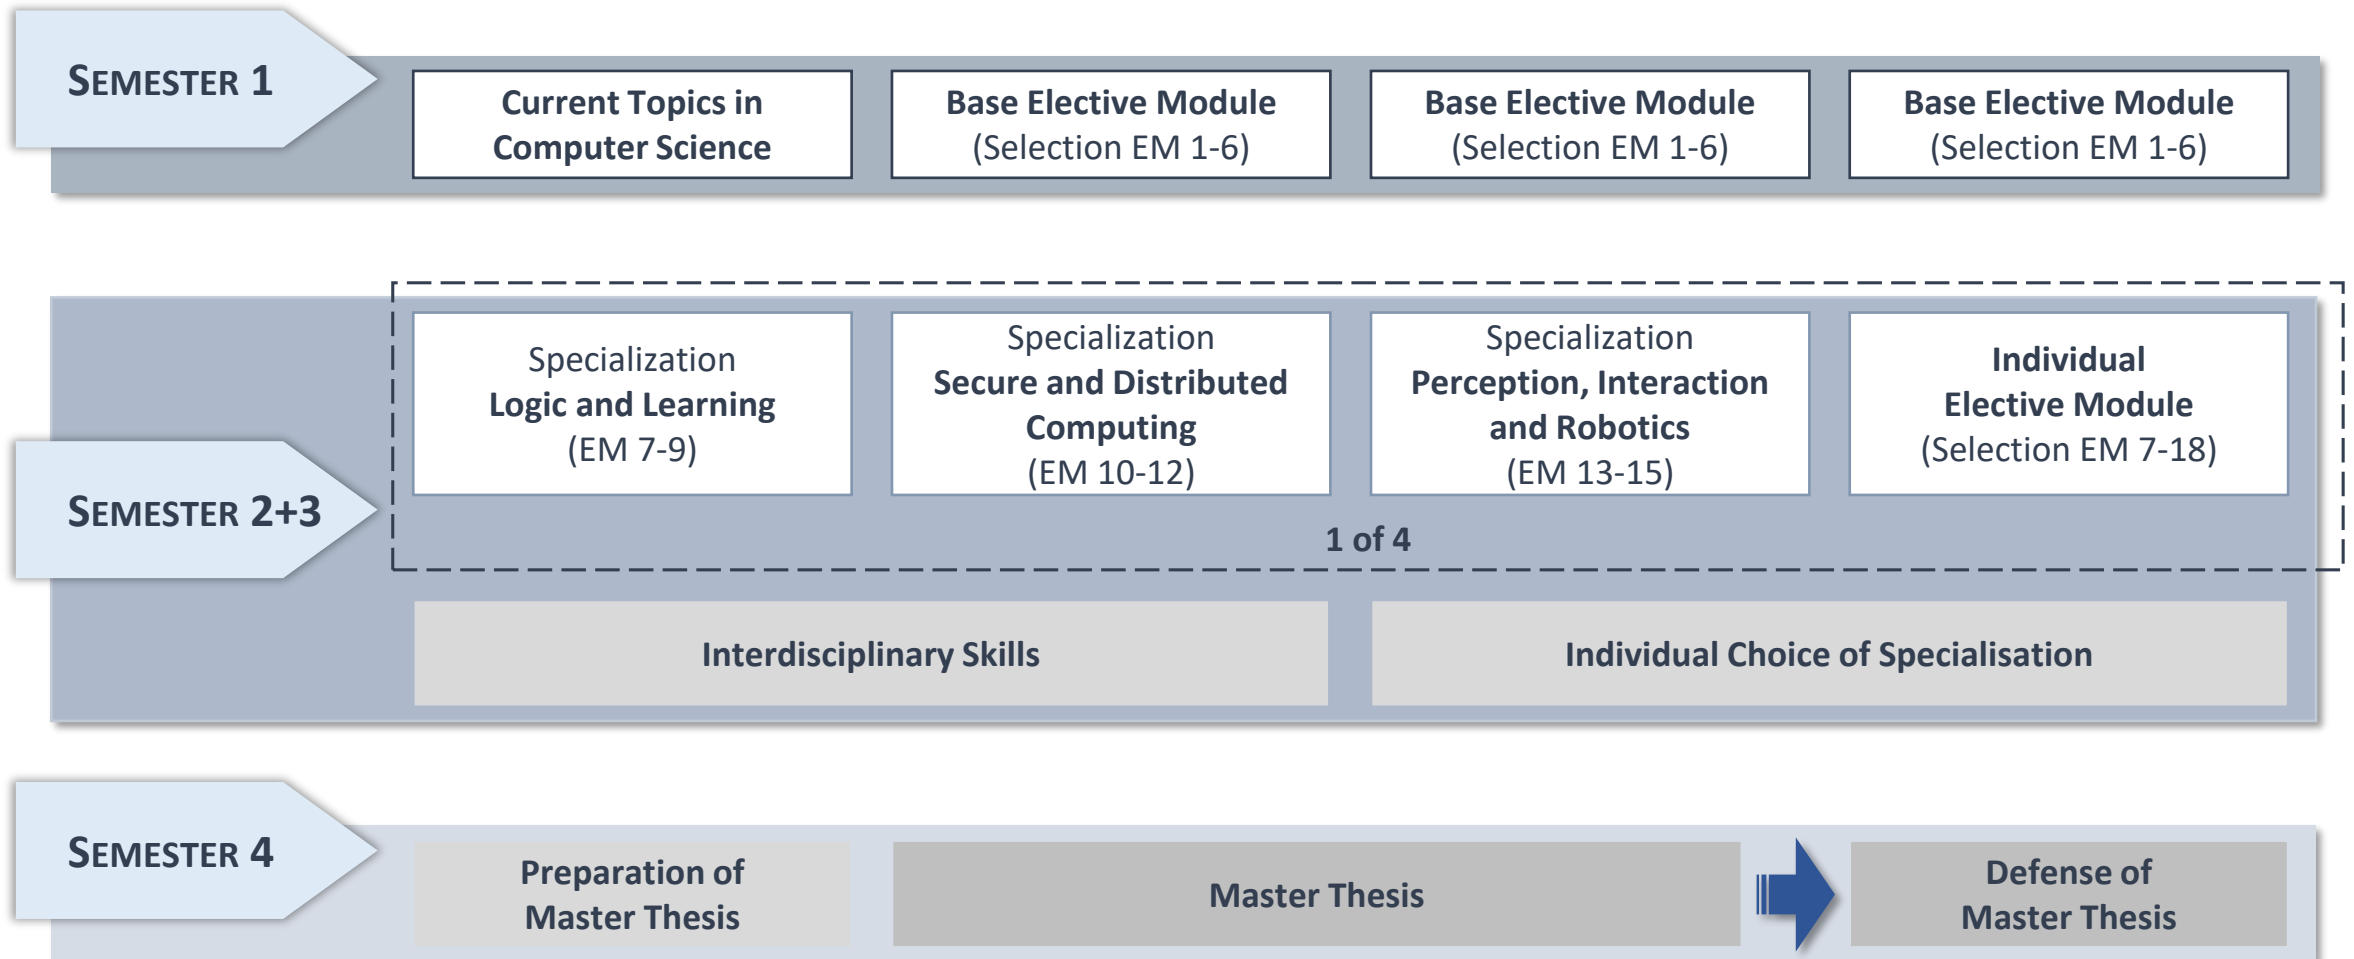 SEMESTER 1
Current Topics in
Computer Science
Base Elective Module
(Selection EM 1-6)
Base Elective Module
(Selection EM 1-6)
Base Elective Module
(Selection EM 1-6)
SEMESTER 2+3
Specialization
Logic and Learning
(EM 7-9)
Specialization
Secure and Distributed
Computing
(EM 10-12)
Specialization
Perception, Interaction
and Robotics
(EM 13-15)
Individual
Elective Module
(Selection EM 7-18)
1 of 4
Interdisciplinary Skills
Individual Choice of Specialisation
SEMESTER 4
Preparation of
Master Thesis
Master Thesis
Defense of
Master Thesis